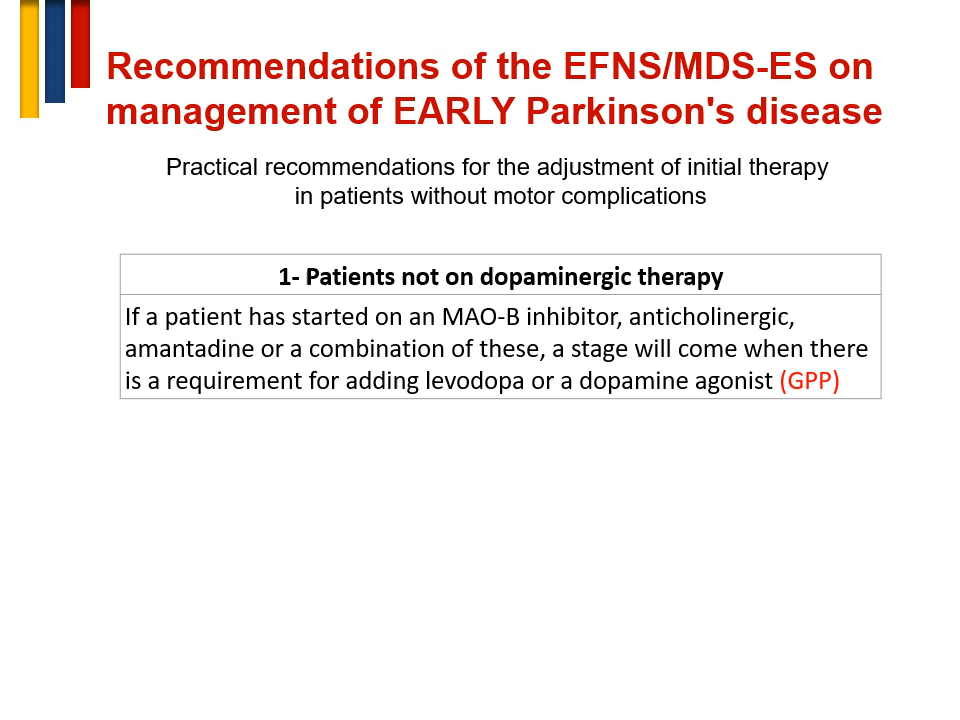 Recommendations of the EFNS/MDS-ES on
management of EARLY Parkinson's disease
Practical recommendations for the adjustment of initial therapy
in patients without motor complications
1- Patients not on dopaminergic therapy
If a patient has started on an MAO-B inhibitor, anticholinergic,
amantadine or a combination of these, a stage will come when there
is a requirement for adding levodopa or a dopamine agonist (GPP)